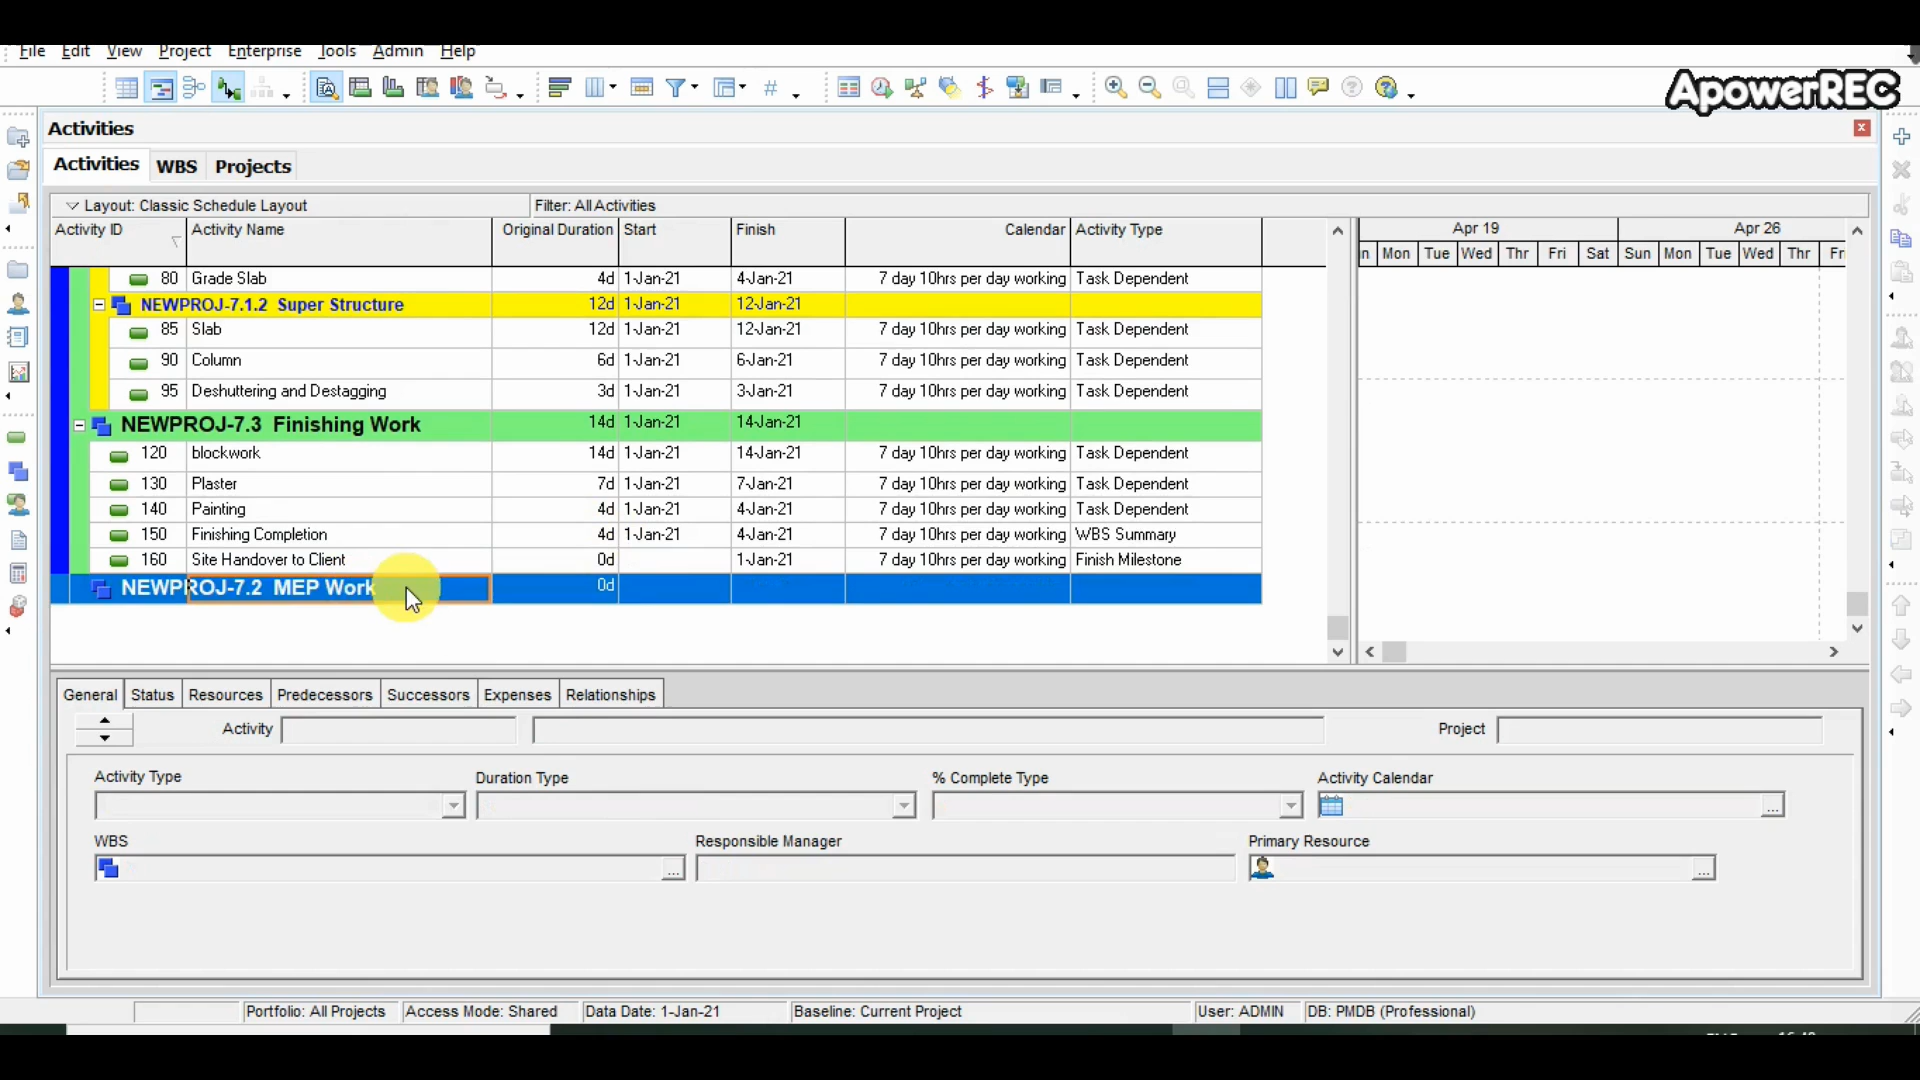 File Edit View Project Enterprise Tools Admin Help
ApowerREC
Activities
Activities WBS Projects
Layout: Classic Schedule Layout Filter: All Activities
Activity ID Activity Name Original Duration Start Finish Calendar Activity Type
Apr 19 Apr 26
Mon Tue Wed Thr Fri Sat Sun Mon Tue Wed Thr Fr
80 Grade Slab 4d 1-Jan-21 4-Jan-21 7 day 10hrs per day working Task Dependent
NEWPROJ-7.1.2 Super Structure 12d 1-Jan-21 12-Jan-21
85 Slab 12d 1-Jan-21 12-Jan-21 7 day 10hrs per day working Task Dependent
90 Column 6d 1-Jan-21 6-Jan-21 7 day 10hrs per day working Task Dependent
95 Deshuttering and Destagging 3d 1-Jan-21 3-Jan-21 7 day 10hrs per day working Task Dependent
NEWPROJ-7.3 Finishing Work 14d 1-Jan-21 14-Jan-21
120 blockwork 14d 1-Jan-21 14-Jan-21 7 day 10hrs per day working Task Dependent
130 Plaster 7d 1-Jan-21 7-Jan-21 7 day 10hrs per day working Task Dependent
140 Painting 4d 1-Jan-21 4-Jan-21 7 day 10hrs per day working Task Dependent
150 Finishing Completion 4d 1-Jan-21 4-Jan-21 7 day 10hrs per day working WBS Summary
160 Site Handover to Client 0d 1-Jan-21 7 day 10hrs per day working Finish Milestone
NEWPROJ-7.2 MEP Work 0d
General Status Resources Predecessors Successors Expenses Relationships
Activity Project
Activity Type Duration Type % Complete Type Activity Calendar
WBS Responsible Manager Primary Resource
Portfolio: All Projects Access Mode: Shared Data Date: 1-Jan-21 Baseline: Current Project User: ADMIN DB: PMDB (Professional)